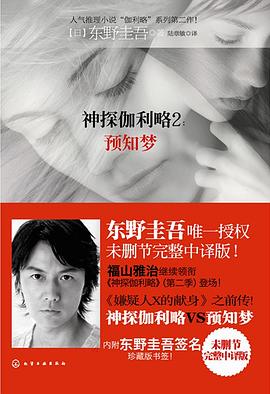 人气推理小说“伽利略”系列第二作！
【日】东野圭吾 著 陆章敏 译
神探伽利略2：
预知梦
东野圭吾唯一授权
未删节完整中译版！
福山雅治继续领衔
《神探伽利略》（第二季）登场！
《嫌疑人X的献身》之前传！
神探伽利略VS预知梦
内附东野圭吾签名
珍藏版书签！
未删节
完整中译版
化学工业出版社